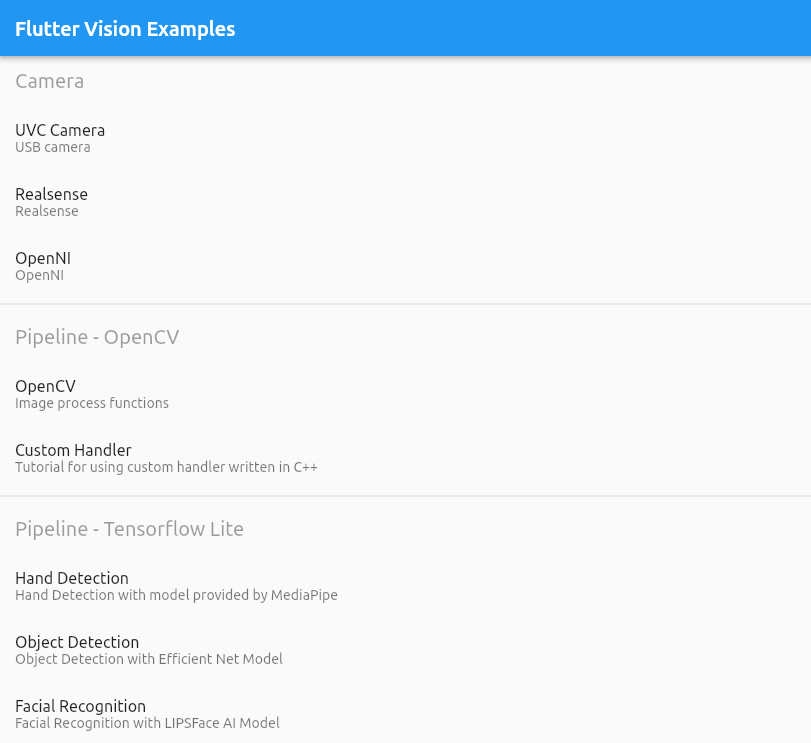 Flutter Vision Examples
Camera
UVC Camera
USB camera
Realsense
Realsense
OpenNI
OpenNI
Pipeline - OpenCV
OpenCV
Image process functions
Custom Handler
Tutorial for using custom handler written in C++
Pipeline - Tensorflow Lite
Hand Detection
Hand Detection with model provided by MediaPipe
Object Detection
Object Detection with Efficient Net Model
Facial Recognition
Facial Recognition with LIPSFace AI Model